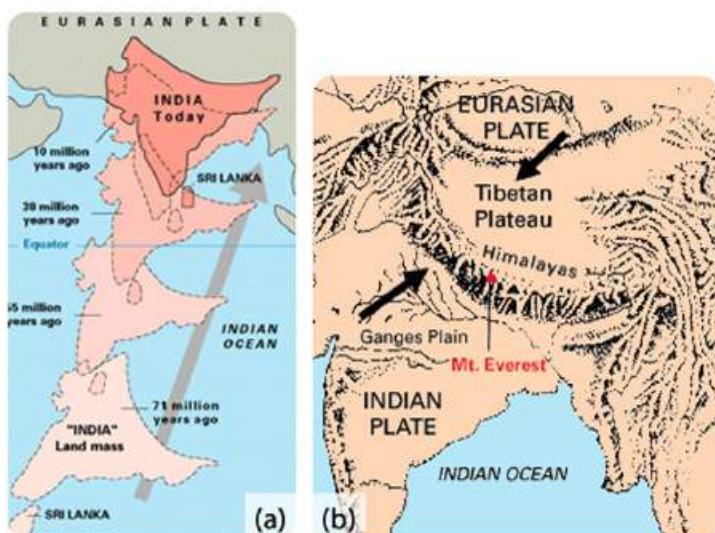 EURASIAN PLATE
INDIA
Today
10 million
years ago
SRI LANKA
38 million
years ago
Equator
55 million
years ago
INDIAN
OCEAN
71 million
years ago
"INDIA"
Land mass
SRI LANKA
(a)
EURASIAN
PLATE
Tibetan
Plateau
Himalayas
Ganges Plain
Mt. Everest
INDIAN
PLATE
INDIAN OCEAN
(b)